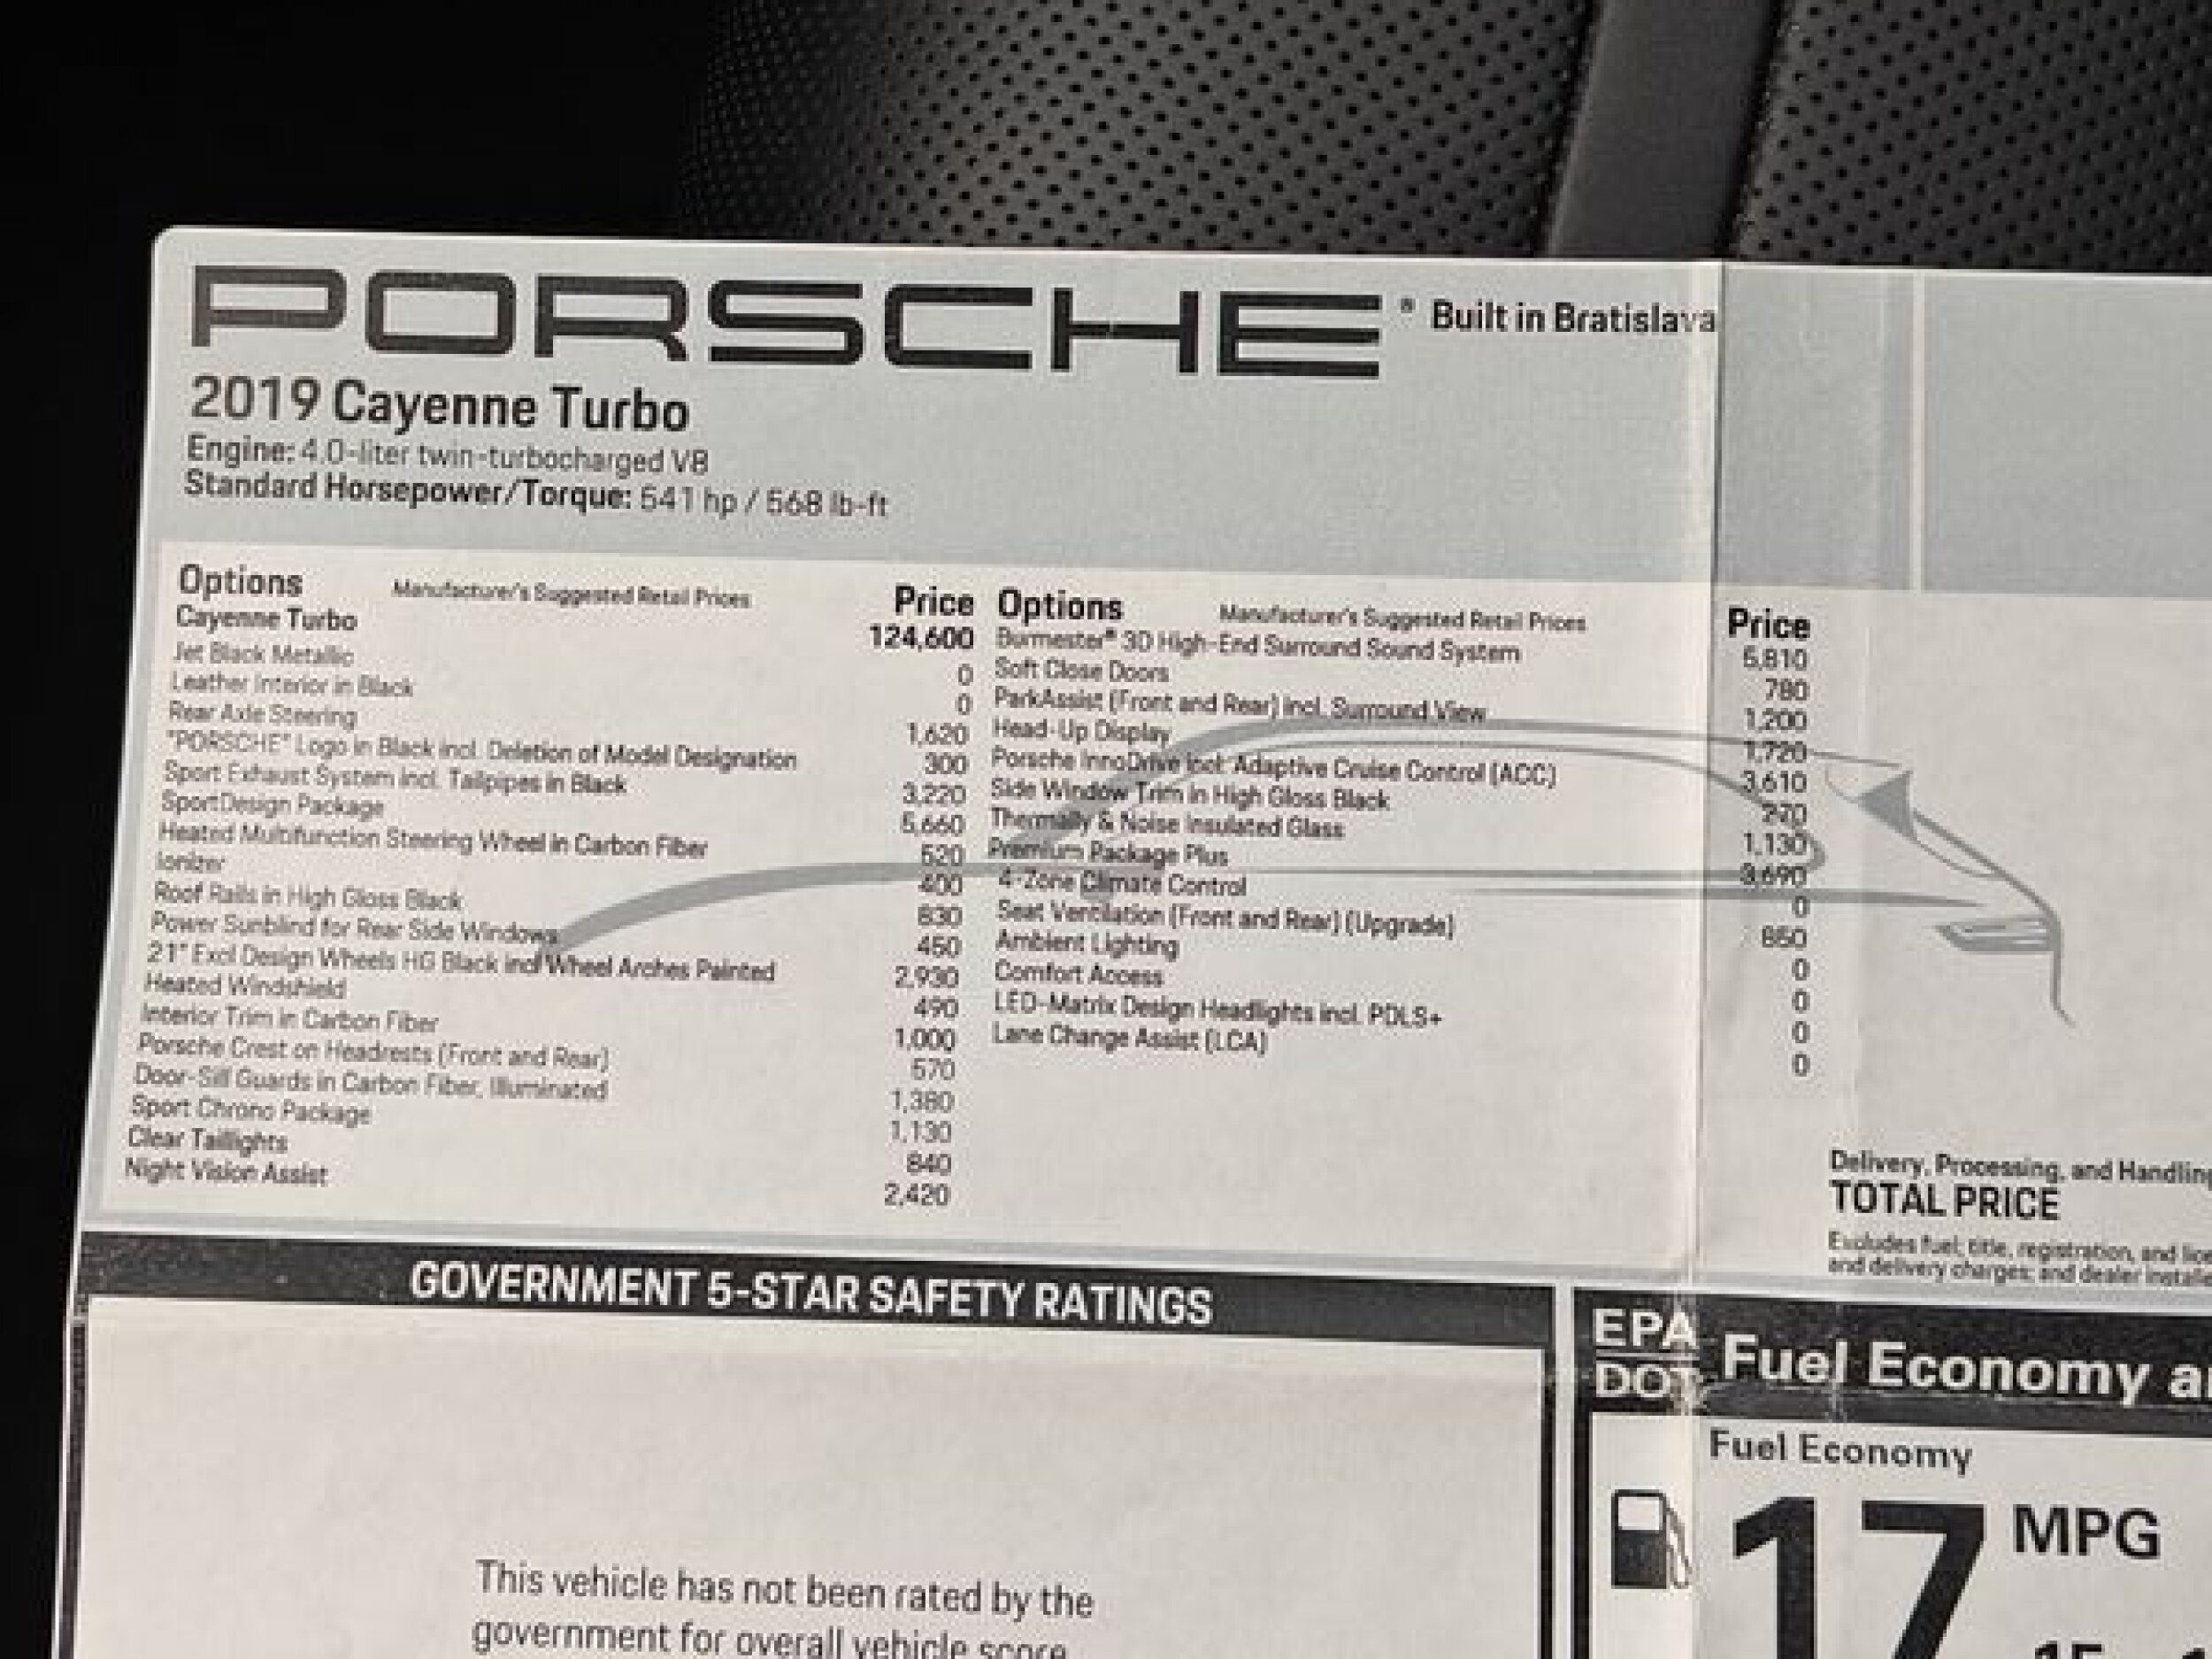 PORSCHE® Built in Bratislava
2019 Cayenne Turbo
Engine: 4.0-liter twin-turbocharged V8
Standard Horsepower/Torque: 541 hp / 568 lb-ft
Options Manufacturer's Suggested Retail Prices Price
Cayenne Turbo 124,600
Jet Black Metallic 0
Leather Interior in Black 0
Rear Axle Steering 1,620
"PORSCHE" Logo in Black incl. Deletion of Model Designation 300
Sport Exhaust System incl. Tailpipes in Black 3,220
SportDesign Package 5,660
Heated Multifunction Steering Wheel in Carbon Fiber 520
Ionizer 400
Roof Rails in High Gloss Black 830
Power Sunblind for Rear Side Windows 450
21" Excl Design Wheels HG Black incl Wheel Arches Painted 2,930
Heated Windshield 490
Interior Trim in Carbon Fiber 1,000
Porsche Crest on Headrests (Front and Rear) 570
Door-Sill Guards in Carbon Fiber, Illuminated 1,380
Sport Chrono Package 1,130
Clear Taillights 840
Night Vision Assist 2,420
Options Manufacturer's Suggested Retail Prices Price
Burmester® 3D High-End Surround Sound System 5,810
Soft Close Doors 780
ParkAssist (Front and Rear) incl. Surround View 1,200
Head-Up Display 1,720
Porsche InnoDrive incl. Adaptive Cruise Control (ACC) 3,610
Side Window Trim in High Gloss Black 270
Thermally & Noise Insulated Glass 1,130
Premium Package Plus 3,690
4-Zone Climate Control 0
Seat Ventilation (Front and Rear) (Upgrade) 850
Ambient Lighting 0
Comfort Access 0
LED-Matrix Design Headlights incl. PDLS+ 0
Lane Change Assist (LCA) 0
Delivery, Processing, and Handling
TOTAL PRICE
Excludes fuel, title, registration, and
and delivery charges; and dealer
GOVERNMENT 5-STAR SAFETY RATINGS
This vehicle has not been rated by the
government for overall vehicle score
EPA
DOT
Fuel Economy
Fuel Economy
17 MPG
15